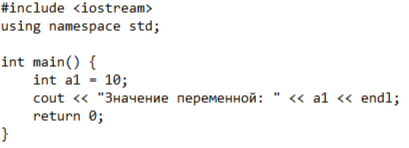 #include <iostream>
using namespace std;
int main() {
int a1 = 10;
cout << "Значение переменной: " << a1 << endl;
return 0;
}